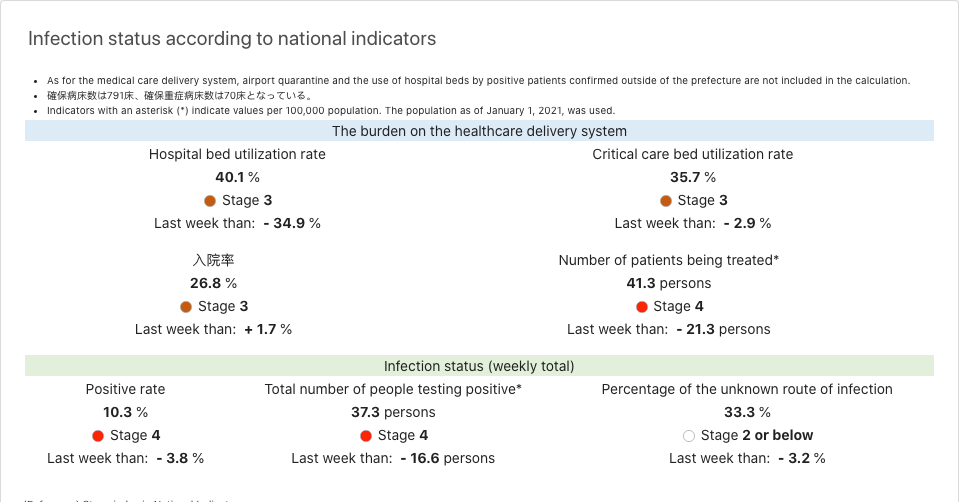 Infection status according to national indicators
• As for the medical care delivery system, airport quarantine and the use of hospital beds by positive patients confirmed outside of the prefecture are not included in the calculation.
• 確保病床数は791床、確保重症病床数は70床となっている。
• Indicators with an asterisk (*) indicate values per 100,000 population. The population as of January 1, 2021, was used.
The burden on the healthcare delivery system
Hospital bed utilization rate
40.1 %
Stage 3
Last week than: - 34.9 %
Critical care bed utilization rate
35.7 %
Stage 3
Last week than: - 2.9 %
入院率
26.8 %
Stage 3
Last week than: + 1.7 %
Number of patients being treated*
41.3 persons
Stage 4
Last week than: - 21.3 persons
Infection status (weekly total)
Positive rate
10.3 %
Stage 4
Last week than: - 3.8 %
Total number of people testing positive*
37.3 persons
Stage 4
Last week than: - 16.6 persons
Percentage of the unknown route of infection
33.3 %
Stage 2 or below
Last week than: - 3.2 %